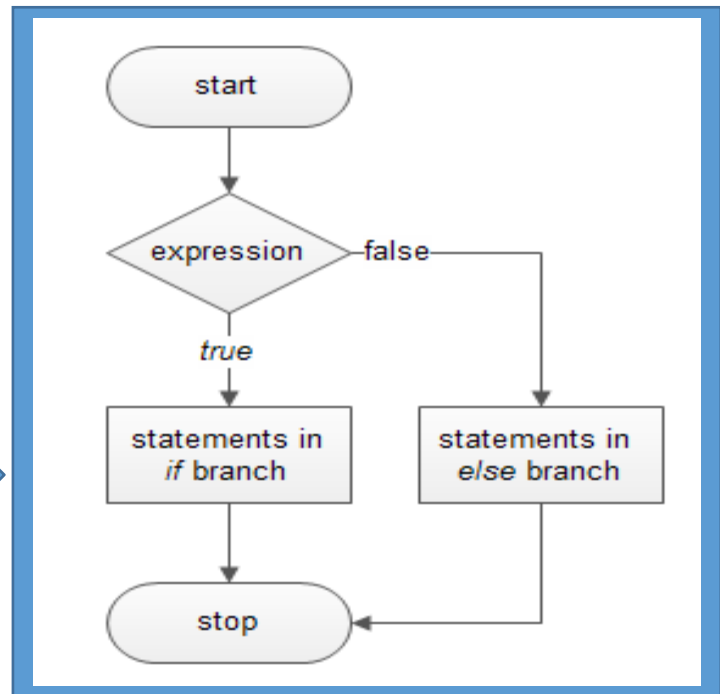 start
expression
false
true
statements in
if branch
statements in
else branch
stop